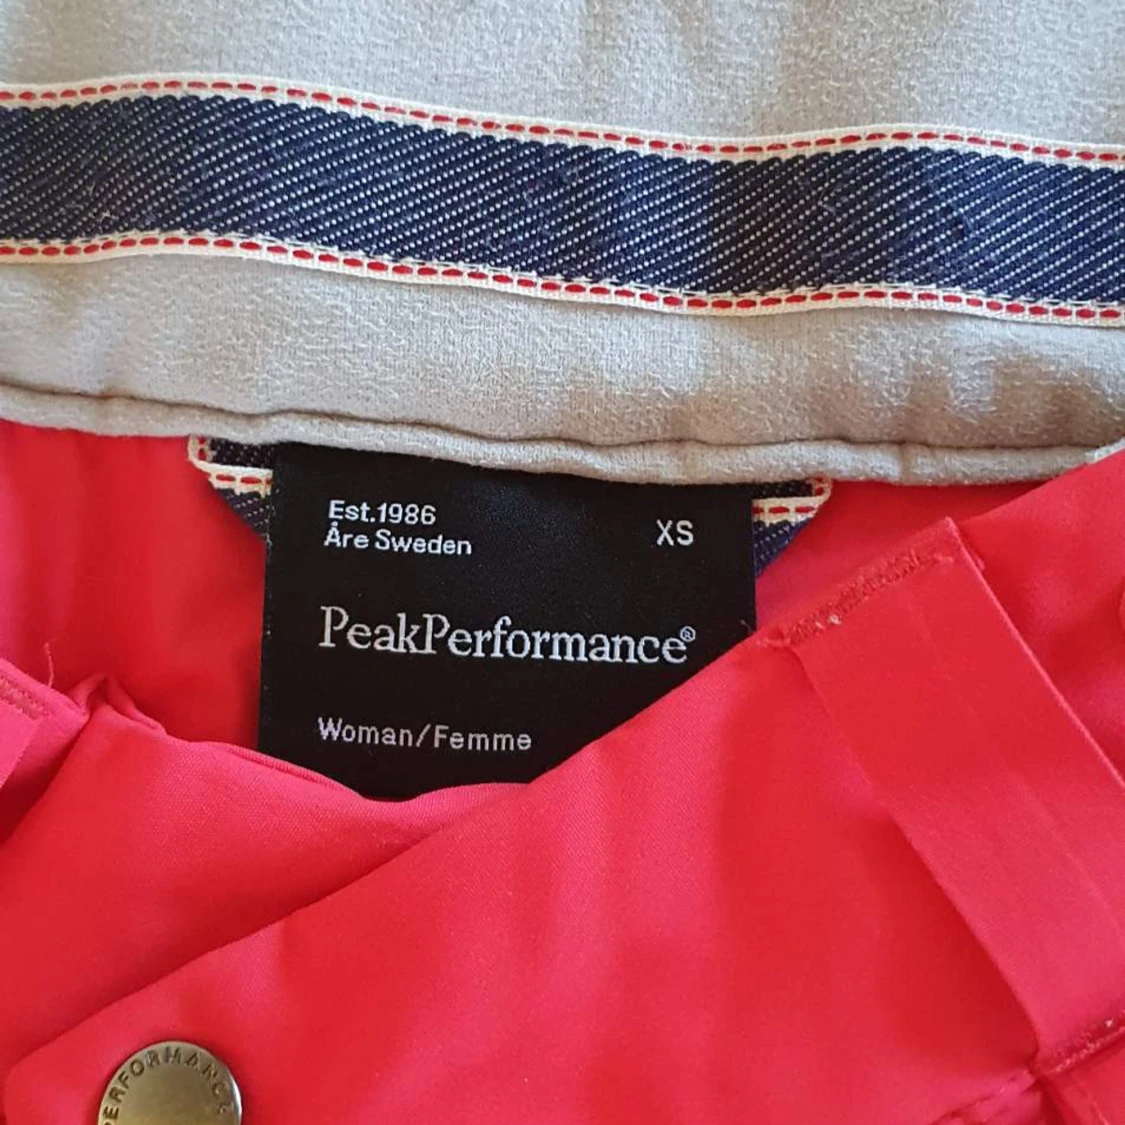 Est.1986
Åre Sweden
XS
PeakPerformance®
Woman/Femme
PERFORMANCE